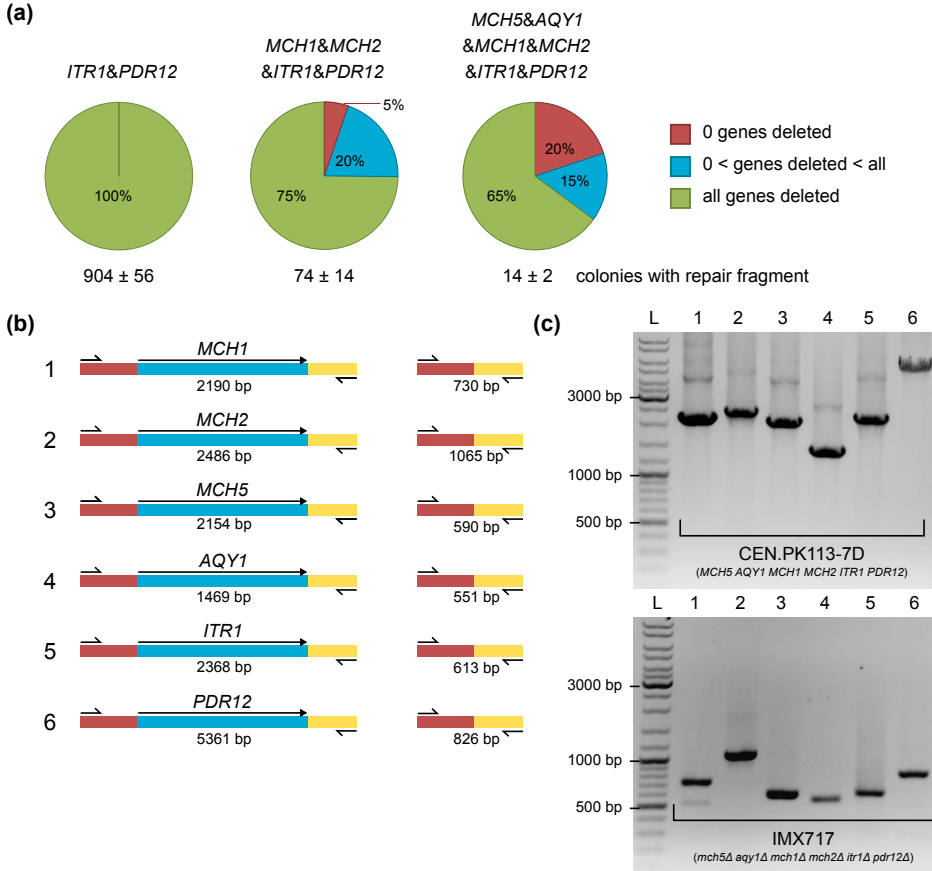 (a)
ITR1&PDR12
MCH1&MCH2
&ITR1&PDR12
MCH5&AQY1
&MCH1&MCH2
&ITR1&PDR12
100%
5%
20%
75%
20%
15%
65%
0 genes deleted
0 < genes deleted < all
all genes deleted
904 ± 56
74 ± 14
14 ± 2
colonies with repair fragment
(b)
1
MCH1
2190 bp
730 bp
2
MCH2
2486 bp
1065 bp
3
MCH5
2154 bp
590 bp
4
AQY1
1469 bp
551 bp
5
ITR1
2368 bp
613 bp
6
PDR12
5361 bp
826 bp
(c)
L 1 2 3 4 5 6
3000 bp
1000 bp
500 bp
CEN.PK113-7D
(MCH5 AQY1 MCH1 MCH2 ITR1 PDR12)
L 1 2 3 4 5 6
3000 bp
1000 bp
500 bp
IMX717
(mch5Δ aqy1Δ mch1Δ mch2Δ itr1Δ pdr12Δ)